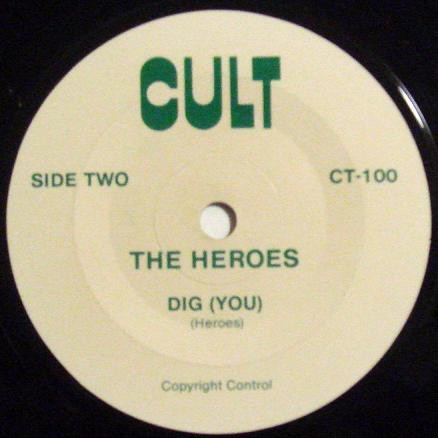 CULT
SIDE TWO
CT-100
THE HEROES
DIG (YOU)
(Heroes)
Copyright Control